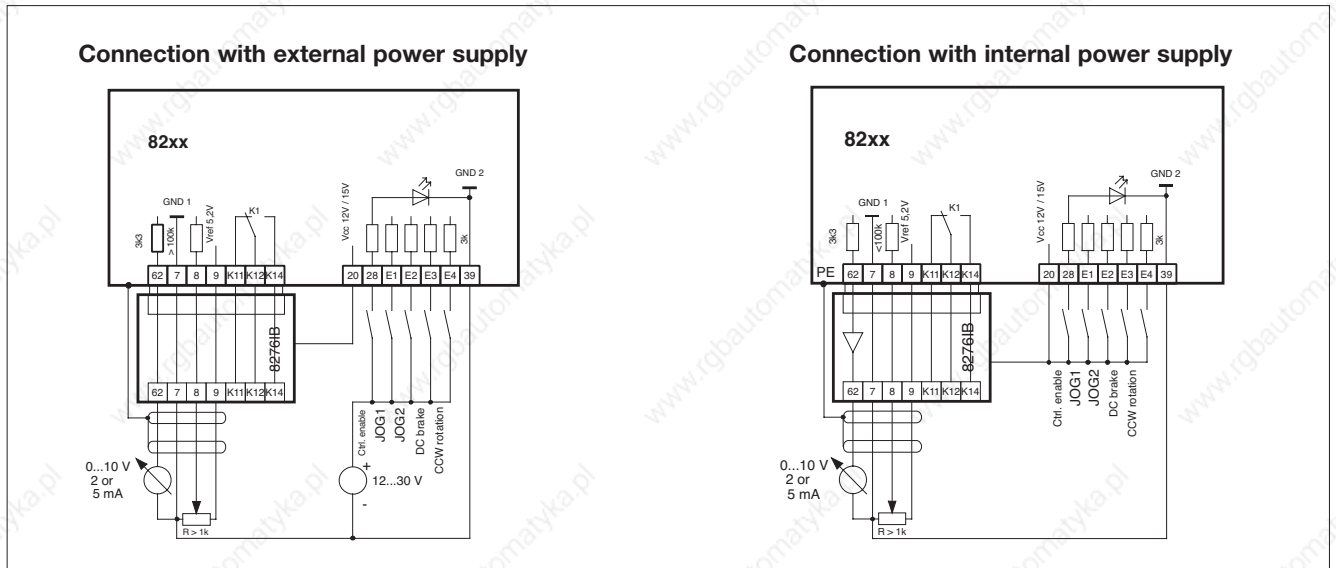 Connection with external power supply
82xx
GND 1
GND 2
3k3
> 100k
Vref 5,2V
K1
Vcc 12V / 15V
3k
62 7 8 9 K11 K12 K14
20 28 E1 E2 E3 E4 39
8276IB
62 7 8 9 K11 K12 K14
Ctrl. enable
JOG1
JOG2
DC brake
CCW rotation
0...10 V
2 or
5 mA
+
12...30 V
-
R > 1k
Connection with internal power supply
82xx
GND 1
GND 2
3k3
<100k
Vref 5,2V
K1
Vcc 12V / 15V
3k
PE
62 7 8 9 K11 K12 K14
20 28 E1 E2 E3 E4 39
8276IB
62 7 8 9 K11 K12 K14
Ctrl. enable
JOG1
JOG2
DC brake
CCW rotation
0...10 V
2 or
5 mA
R > 1k
www.rgbautomatyka.pl